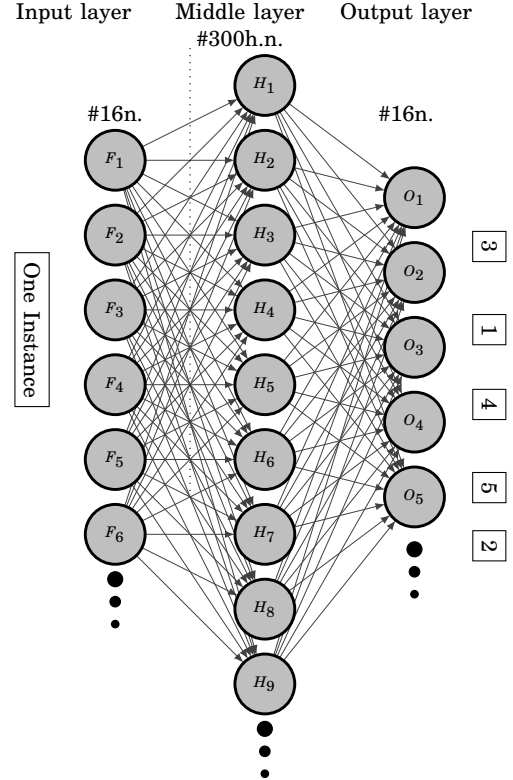 Input layer
Middle layer
Output layer
#300h.n.
#16n.
#16n.
H1
H2
H3
H4
H5
H6
H7
H8
H9
F1
F2
F3
F4
F5
F6
O1
O2
O3
O4
O5
One Instance
3
1
4
5
2